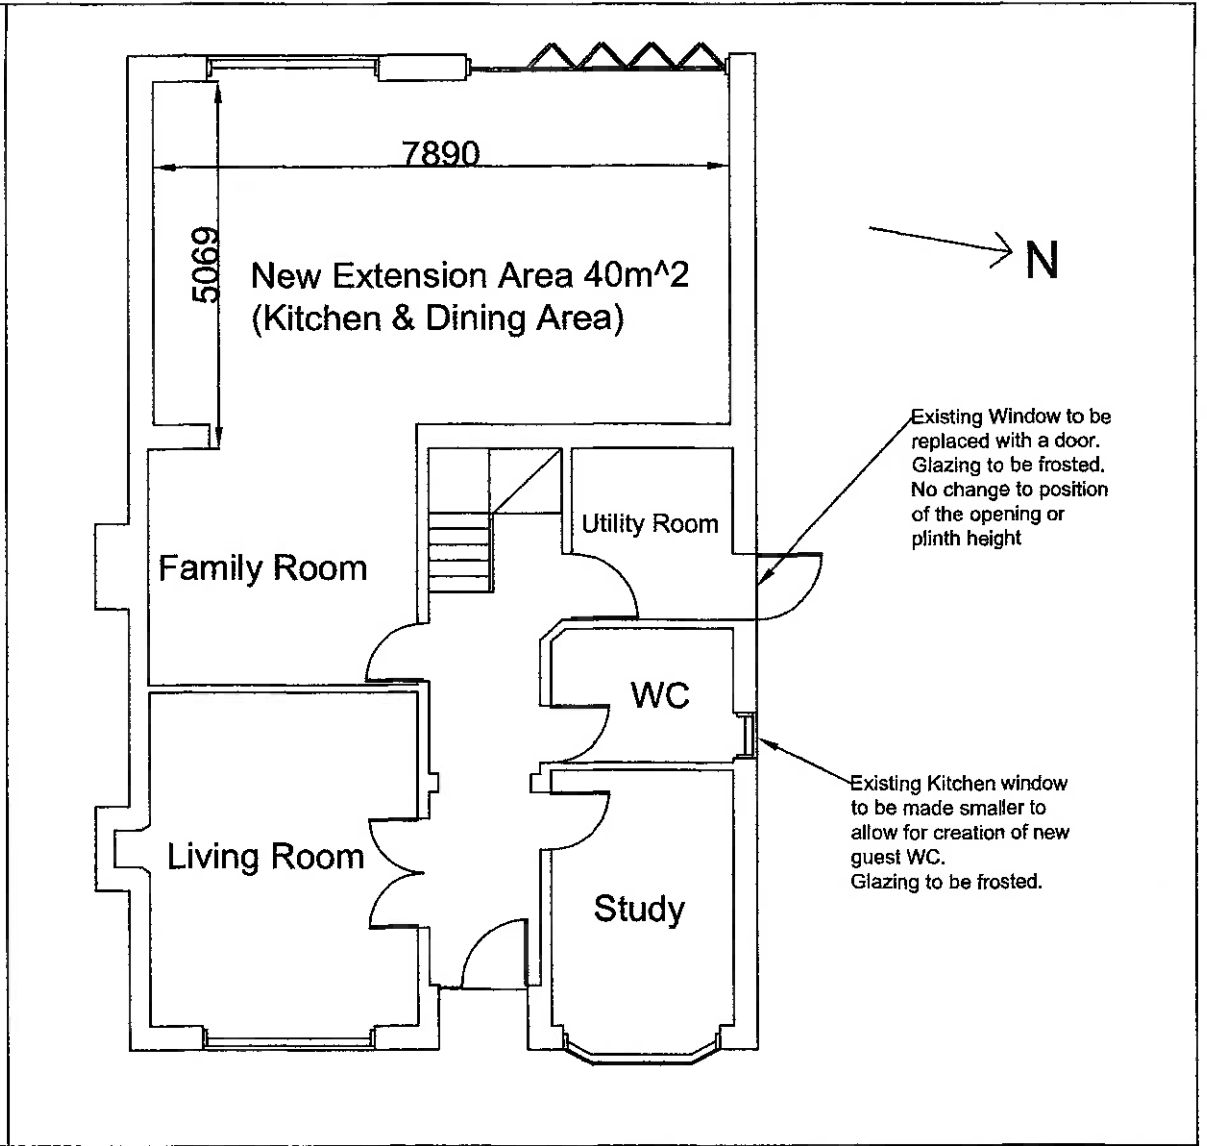 7890
5069
New Extension Area 40m^2
(Kitchen & Dining Area)
N
Existing Window to be
replaced with a door.
Glazing to be frosted.
No change to position
of the opening or
plinth height
Utility Room
Family Room
WC
Existing Kitchen window
to be made smaller to
allow for creation of new
guest WC.
Glazing to be frosted.
Living Room
Study